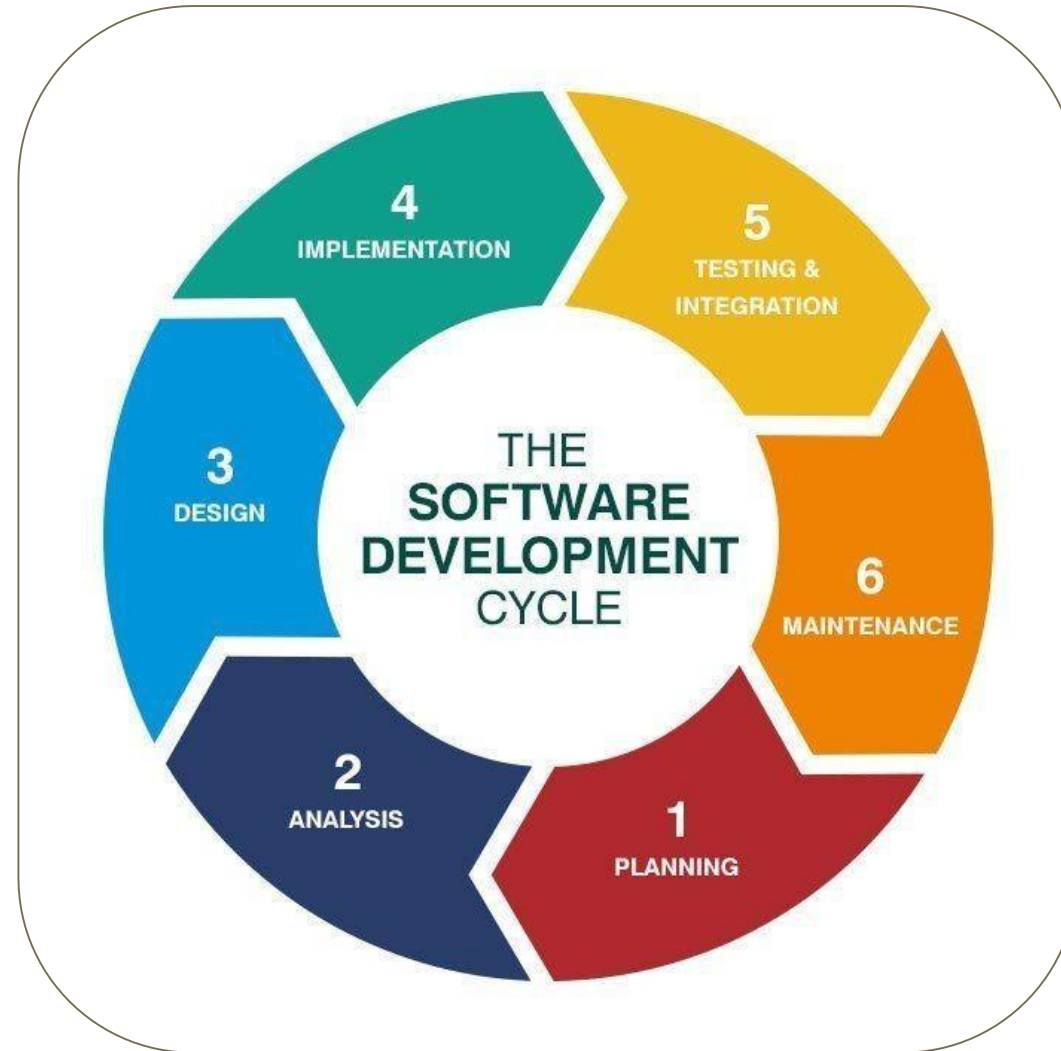 THE
SOFTWARE
DEVELOPMENT
CYCLE
1
PLANNING
2
ANALYSIS
3
DESIGN
4
IMPLEMENTATION
5
TESTING &
INTEGRATION
6
MAINTENANCE